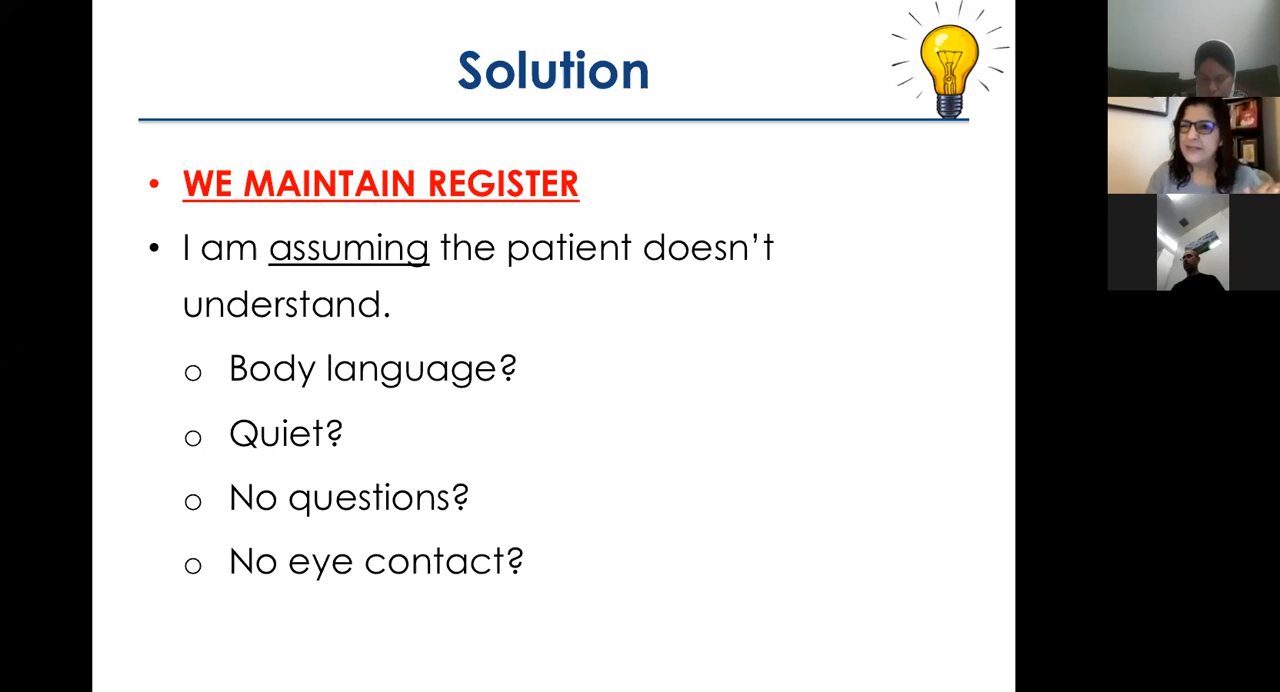 Solution
• WE MAINTAIN REGISTER
• I am assuming the patient doesn’t
understand.
o Body language?
o Quiet?
o No questions?
o No eye contact?